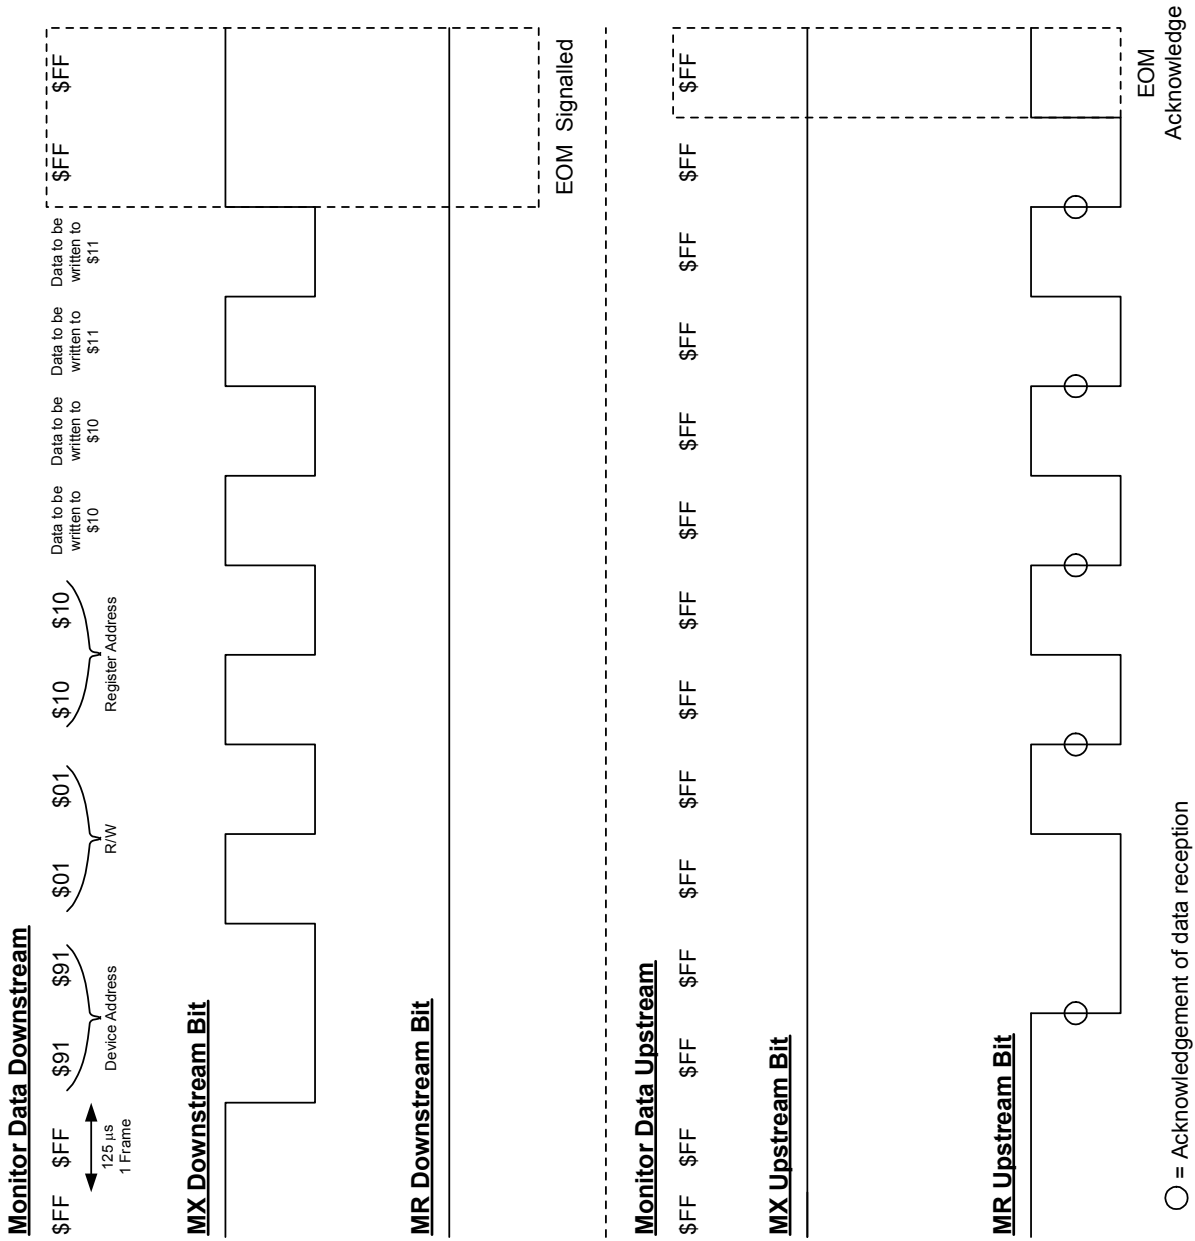 Monitor Data Downstream
$FF $FF $91 $91 $01 $01 $10 $10
125 µs
1 Frame
Device Address
R/W
Register Address
Data to be
written to
$10
Data to be
written to
$10
Data to be
written to
$11
Data to be
written to
$11
$FF $FF
MX Downstream Bit
MR Downstream Bit
EOM Signalled
Monitor Data Upstream
$FF $FF $FF $FF $FF $FF $FF $FF $FF $FF $FF $FF $FF $FF
MX Upstream Bit
MR Upstream Bit
EOM
Acknowledge
= Acknowledgement of data reception